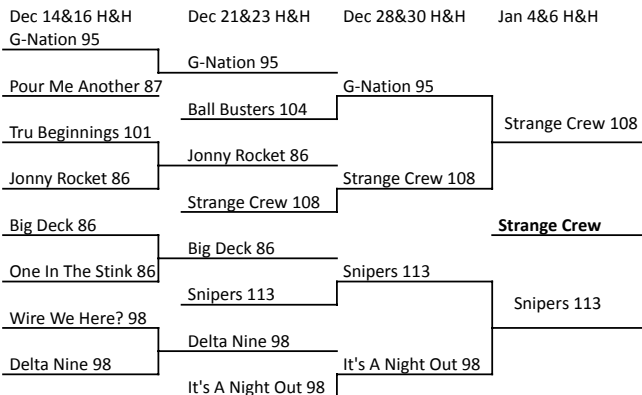 Dec 14&16 H&H Dec 21&23 H&H Dec 28&30 H&H Jan 4&6 H&H
G-Nation 95
G-Nation 95
Pour Me Another 87 G-Nation 95
Ball Busters 104
Strange Crew 108
Tru Beginnings 101
Jonny Rocket 86
Jonny Rocket 86 Strange Crew 108
Strange Crew 108
Big Deck 86 Strange Crew
Big Deck 86
One In The Stink 86 Snipers 113
Snipers 113
Snipers 113
Wire We Here? 98
Delta Nine 98
Delta Nine 98 It's A Night Out 98
It's A Night Out 98